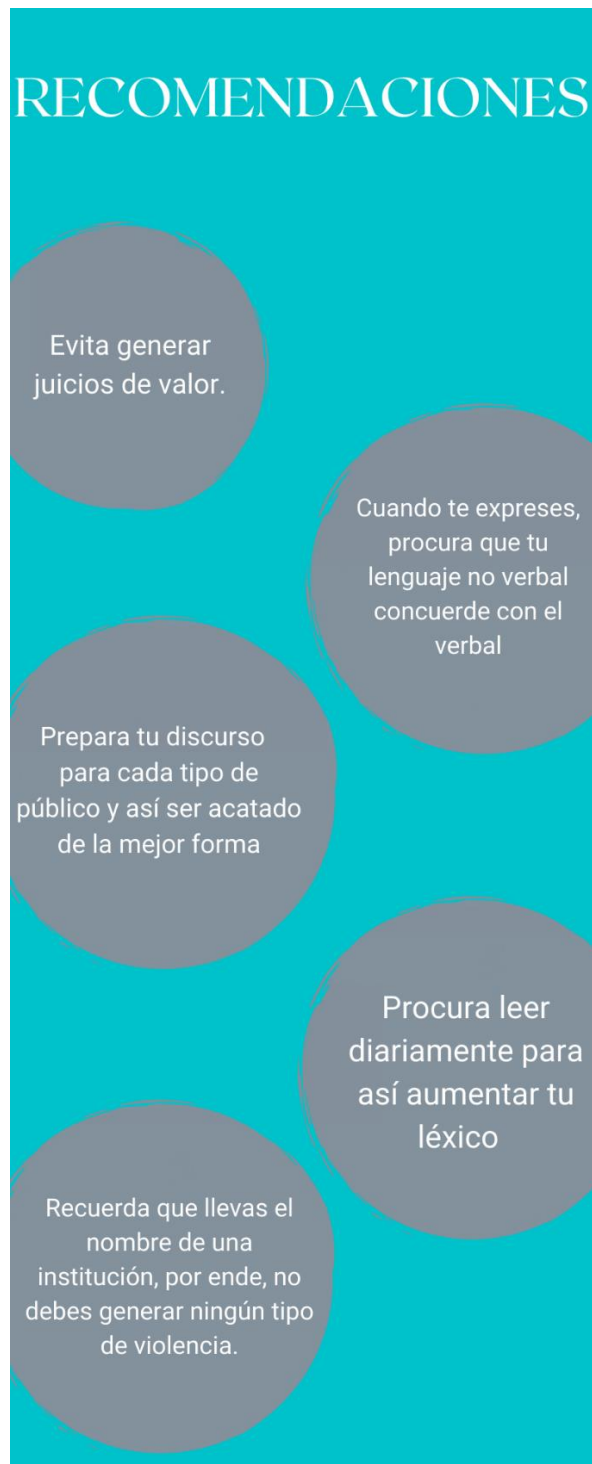 RECOMENDACIONES
Evita generar
juicios de valor.
Cuando te expreses,
procura que tu
lenguaje no verbal
concuerde con el
verbal
Prepara tu discurso
para cada tipo de
público y así ser acatado
de la mejor forma
Procura leer
diariamente para
así aumentar tu
léxico
Recuerda que llevas el
nombre de una
institución, por ende, no
debes generar ningún tipo
de violencia.